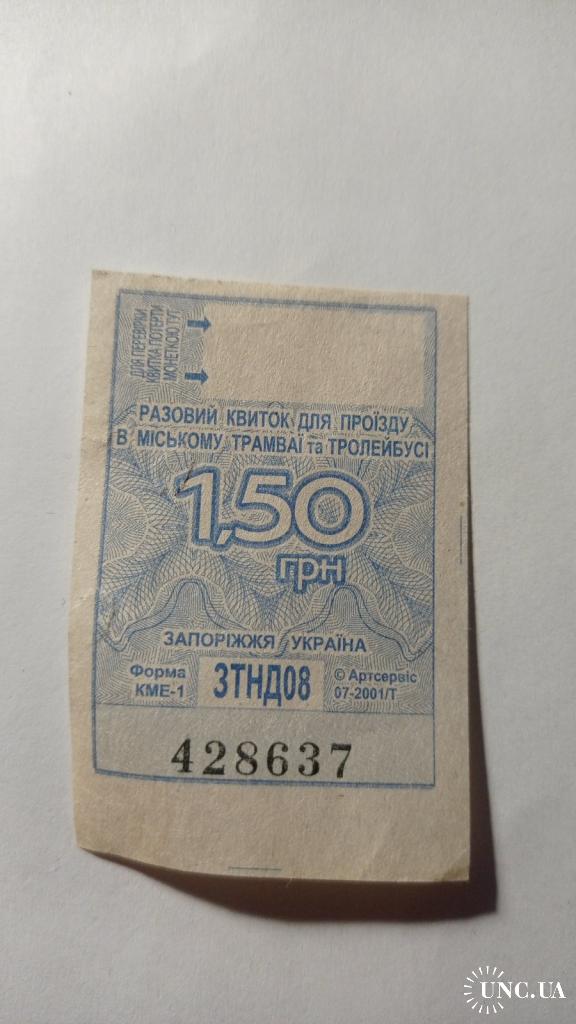 ДЛЯ ПЕРЕВІРКИ
КВИТКА ПОТЕРТИ
МОНЕТКОЮ ТУТ
РАЗОВИЙ КВИТОК ДЛЯ ПРОЇЗДУ
В МІСЬКОМУ ТРАМВАЇ та ТРОЛЕЙБУСІ
1,50
грн
ЗАПОРІЖЖЯ УКРАЇНА
Форма
КМЕ-1
ЗТНД08
© Артсервіс
07-2001/Т
428637
UNC.UA